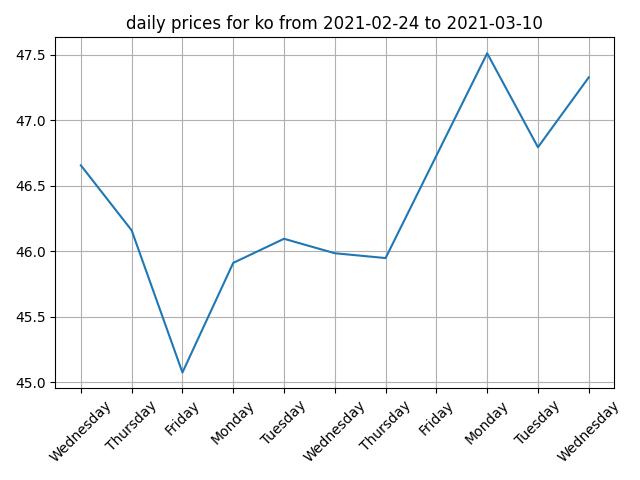 daily prices for ko from 2021-02-24 to 2021-03-10
47.5
47.0
46.5
46.0
45.5
45.0
Wednesday
Thursday
Friday
Monday
Tuesday
Wednesday
Thursday
Friday
Monday
Tuesday
Wednesday